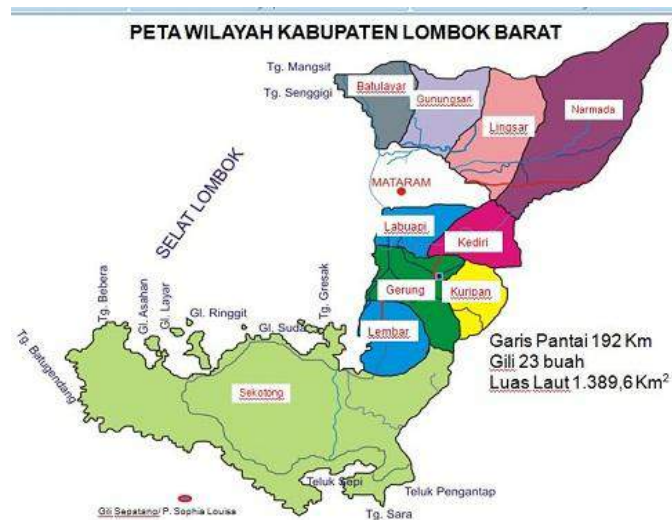 PETA WILAYAH KABUPATEN LOMBOK BARAT
Tg. Mangsit
Tg. Senggigi
Batulayar
Gunungsari
Lingsar
Narmada
MATARAM
SELAT LOMBOK
Labuapi
Kediri
Gerung
Kuripan
Lembar
Tg. Bebera
Gl. Asahan
Gl. Layar
Gl. Ringgit
Gl. Suda
Tg. Gresak
Tg. Batugendang
Sekotong
Garis Pantai 192 Km
Gili 23 buah
Luas Laut 1.389,6 Km²
Teluk Sepi
Teluk Pengantap
Tg. Sara
Gili Sepatang/ P. Sophia Louisa